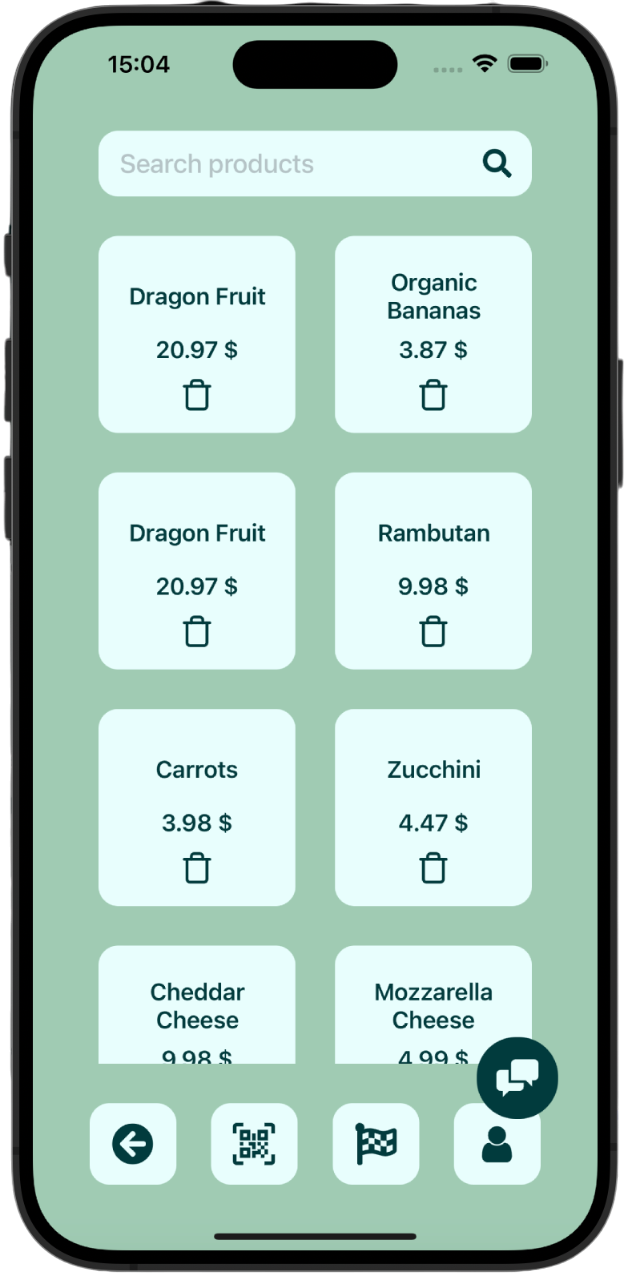 15:04
Search products
Dragon Fruit
20.97 $
Organic
Bananas
3.87 $
Dragon Fruit
20.97 $
Rambutan
9.98 $
Carrots
3.98 $
Zucchini
4.47 $
Cheddar
Cheese
9.98 $
Mozzarella
Cheese
4.99 $